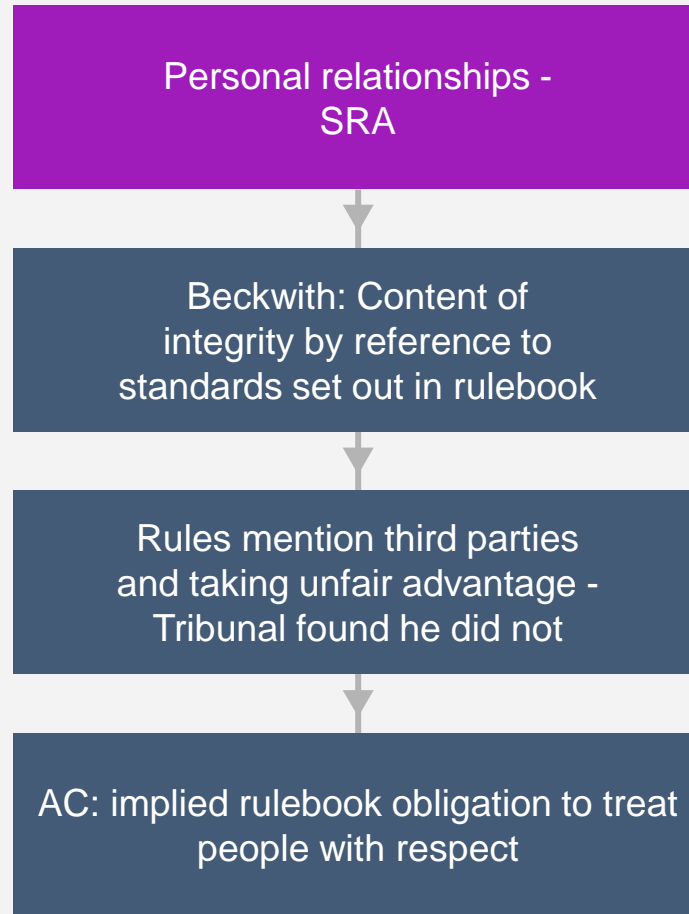 Personal relationships -
SRA
Beckwith: Content of
integrity by reference to
standards set out in rulebook
Rules mention third parties
and taking unfair advantage -
Tribunal found he did not
AC: implied rulebook obligation to treat
people with respect